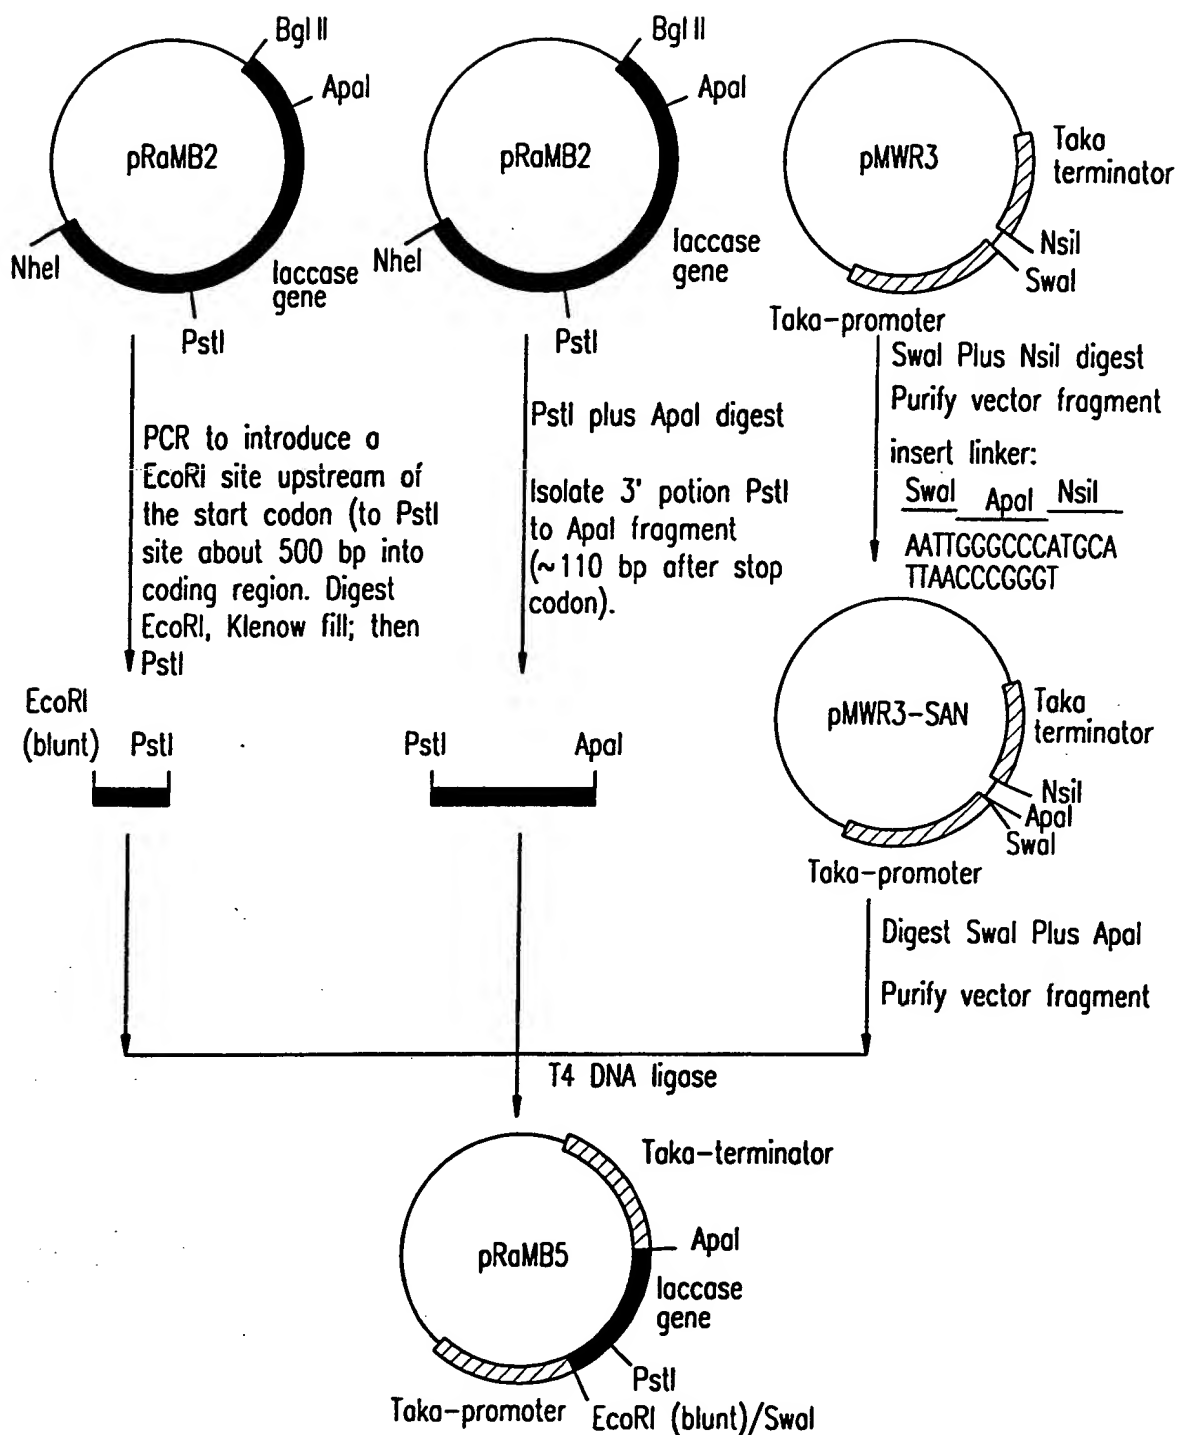 Bgl II
ApaI
pRaMB2
NheI
laccase
gene
PstI
Bgl II
ApaI
pRaMB2
NheI
laccase
gene
PstI
pMWR3
Taka
terminator
NsiI
SwaI
Taka-promoter
PCR to introduce a
EcoRI site upstream of
the start codon (to PstI
site about 500 bp into
coding region. Digest
EcoRI, Klenow fill; then
PstI
PstI plus ApaI digest
Isolate 3' potion PstI
to ApaI fragment
(~110 bp after stop
codon).
SwaI Plus NsiI digest
Purify vector fragment
insert linker:
SwaI ApaI NsiI
AATTGGGCCCATGCA
TTAACCCGGGT
EcoRI
(blunt) PstI
PstI ApaI
pMWR3-SAN
Taka
terminator
NsiI
ApaI
SwaI
Taka-promoter
Digest SwaI Plus ApaI
Purify vector fragment
T4 DNA ligase
Taka-terminator
pRaMB5
ApaI
laccase
gene
PstI
Taka-promoter
EcoRI (blunt)/SwaI